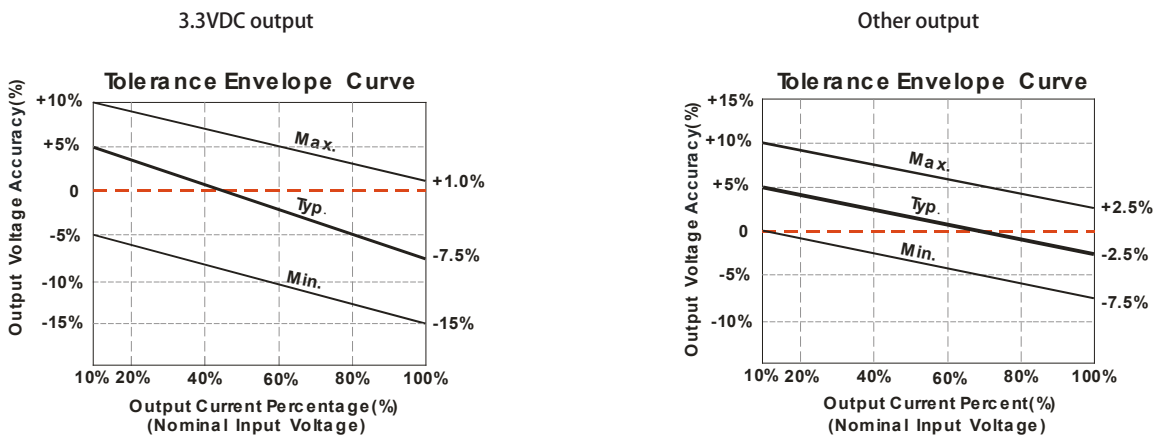 3.3VDC output
Tolerance Envelope Curve
Output Voltage Accuracy(%)
+10%
+5%
0
-5%
-10%
-15%
Max.
Typ.
Min.
+1.0%
-7.5%
-15%
10% 20% 40% 60% 80% 100%
Output Current Percentage(%)
(Nominal Input Voltage)
Other output
Tolerance Envelope Curve
Output Voltage Accuracy(%)
+15%
+10%
+5%
0
-5%
-10%
Max.
Typ.
Min.
+2.5%
-2.5%
-7.5%
10% 20% 40% 60% 80% 100%
Output Current Percent(%)
(Nominal Input Voltage)